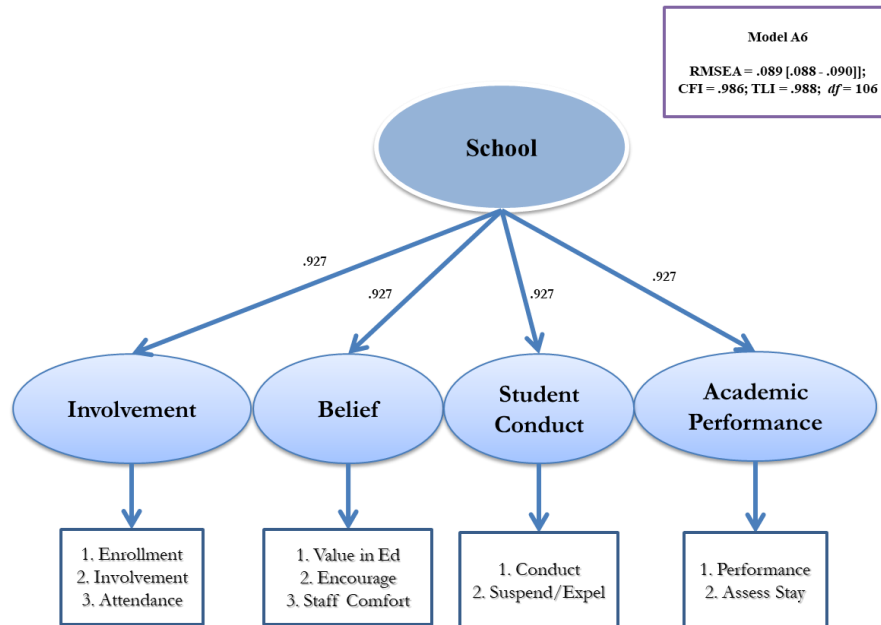 Model A6
RMSEA = .089 [.088 - .090]];
CFI = .986; TLI = .988; df = 106
School
.927
.927
.927
.927
Involvement
Belief
Student
Conduct
Academic
Performance
1. Enrollment
2. Involvement
3. Attendance
1. Value in Ed
2. Encourage
3. Staff Comfort
1. Conduct
2. Suspend/Expel
1. Performance
2. Assess Stay